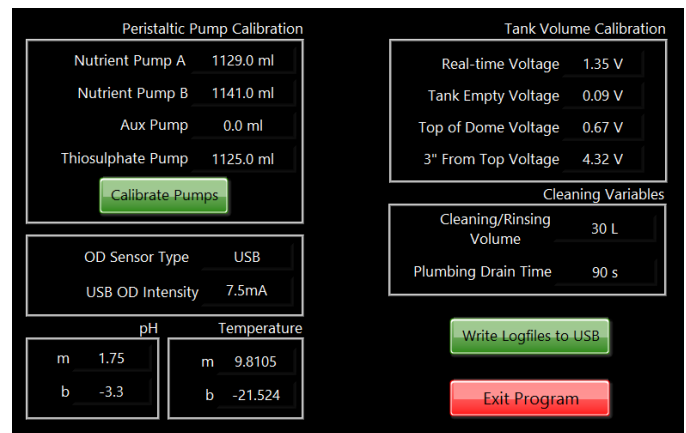 Peristaltic Pump Calibration
Nutrient Pump A 1129.0 ml
Nutrient Pump B 1141.0 ml
Aux Pump 0.0 ml
Thiosulphate Pump 1125.0 ml
Calibrate Pumps
OD Sensor Type USB
USB OD Intensity 7.5mA
pH
m 1.75
b -3.3
Temperature
m 9.8105
b -21.524
Tank Volume Calibration
Real-time Voltage 1.35 V
Tank Empty Voltage 0.09 V
Top of Dome Voltage 0.67 V
3" From Top Voltage 4.32 V
Cleaning Variables
Cleaning/Rinsing
Volume 30 L
Plumbing Drain Time 90 s
Write Logfiles to USB
Exit Program